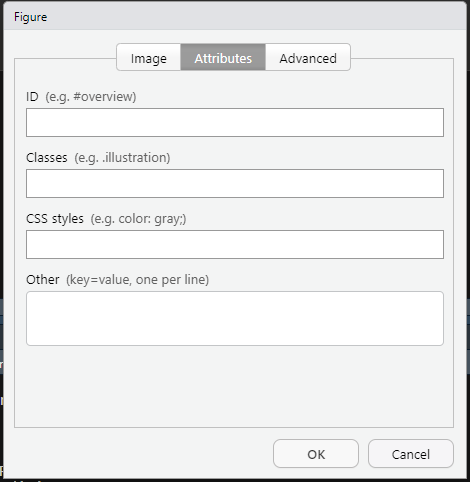 Figure
Image Attributes Advanced
ID (e.g. #overview)
Classes (e.g. .illustration)
CSS styles (e.g. color: gray;)
Other (key=value, one per line)
OK Cancel